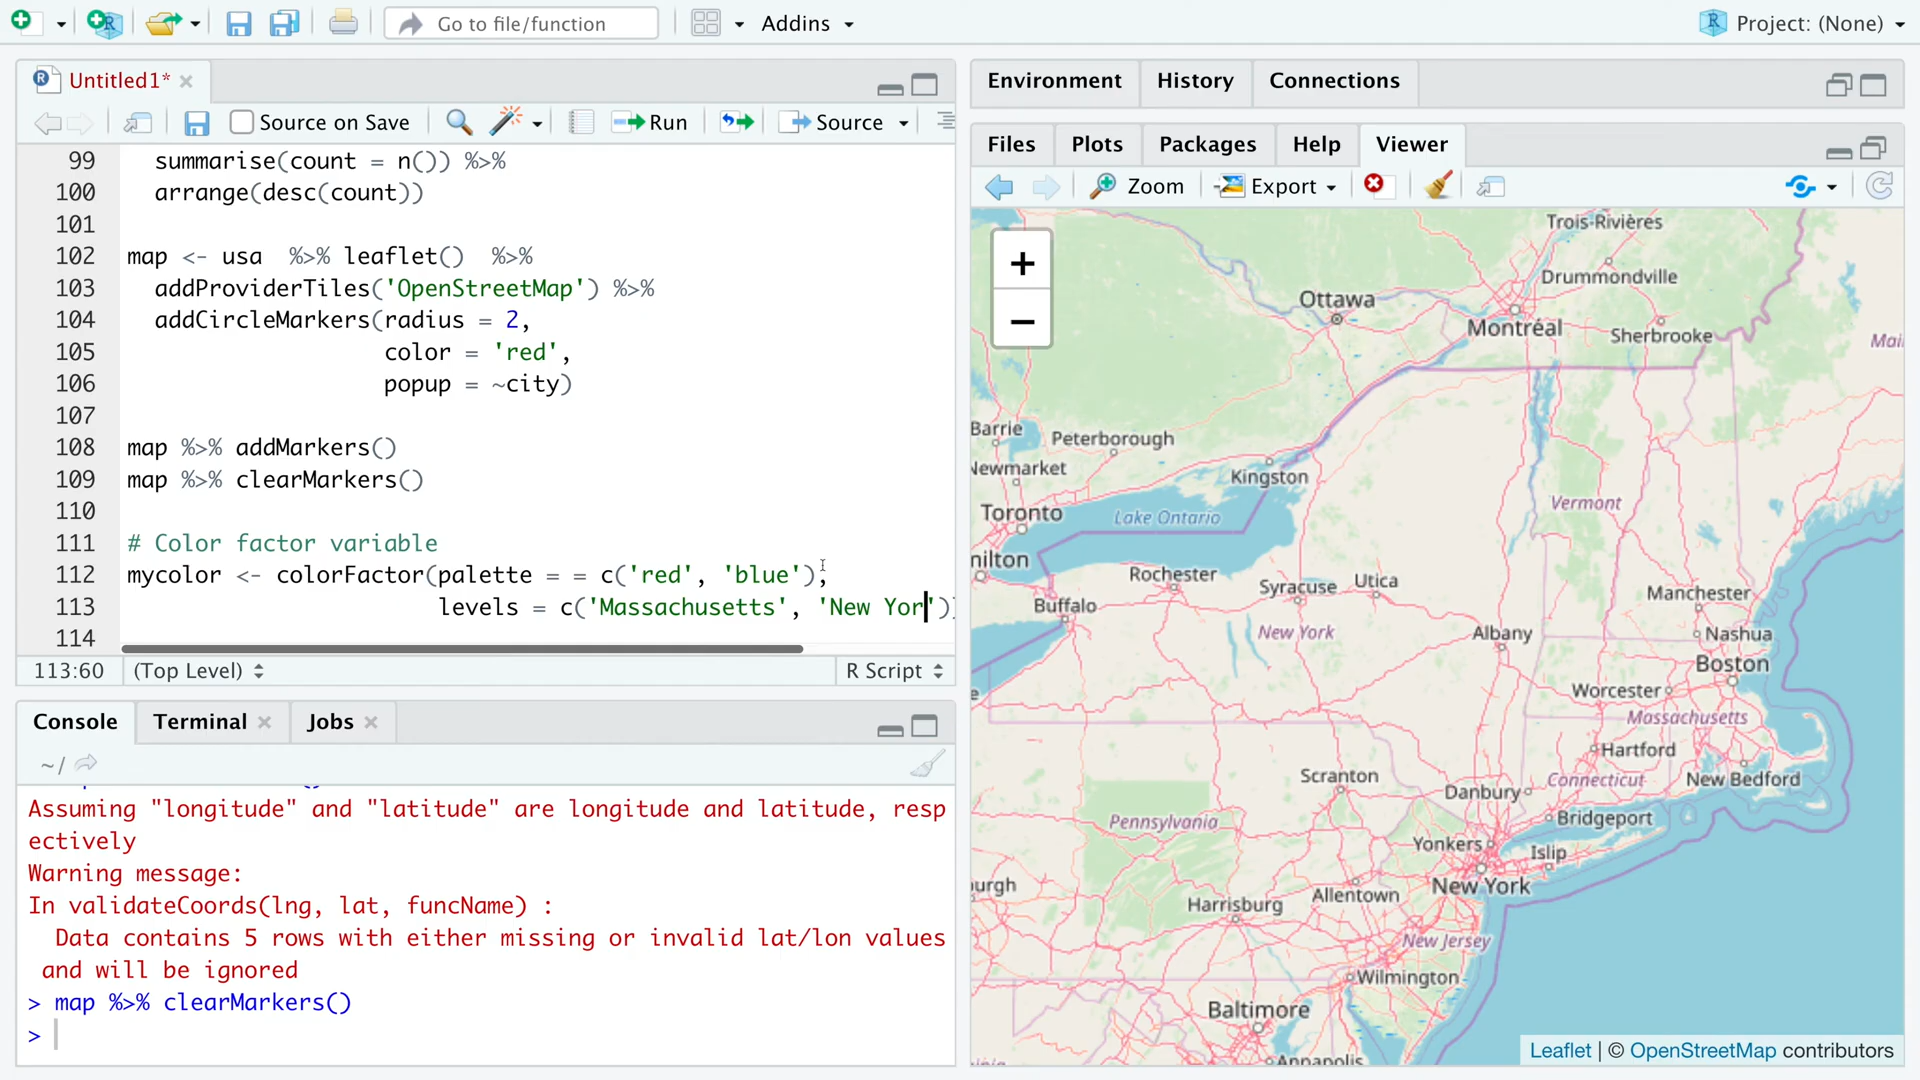 Go to file/function
Addins
Project: (None)
Untitled1*
Source on Save
Run
Source
99 summarise(count = n()) %>%
100 arrange(desc(count))
101
102 map <- usa  %>% leaflet()  %>%
103 addProviderTiles('OpenStreetMap') %>%
104 addCircleMarkers(radius = 2,
105 color = 'red',
106 popup = ~city)
107
108 map %>% addMarkers()
109 map %>% clearMarkers()
110
111 # Color factor variable
112 mycolor <- colorFactor(palette = = c('red', 'blue'),
113 levels = c('Massachusetts', 'New Yor')
114
113:60
(Top Level)
R Script
Console
Terminal
Jobs
~/
Assuming "longitude" and "latitude" are longitude and latitude, resp
ectively
Warning message:
In validateCoords(lng, lat, funcName) :
Data contains 5 rows with either missing or invalid lat/lon values
and will be ignored
> map %>% clearMarkers()
>
Environment
History
Connections
Files
Plots
Packages
Help
Viewer
Zoom
Export
+
−
Trois-Rivières
Drummondville
Ottawa
Montréal
Sherbrooke
Mai
Barrie
Peterborough
Newmarket
Kingston
Vermont
Toronto
Lake Ontario
milton
Rochester
Syracuse
Utica
Buffalo
Manchester
New York
Albany
Nashua
Boston
Worcester
Massachusetts
Hartford
Scranton
Connecticut
New Bedford
Danbury
Pennsylvania
Bridgeport
Yonkers
Islip
burgh
Allentown
New York
Harrisburg
New Jersey
Wilmington
Baltimore
Annapolis
Leaflet | © OpenStreetMap contributors